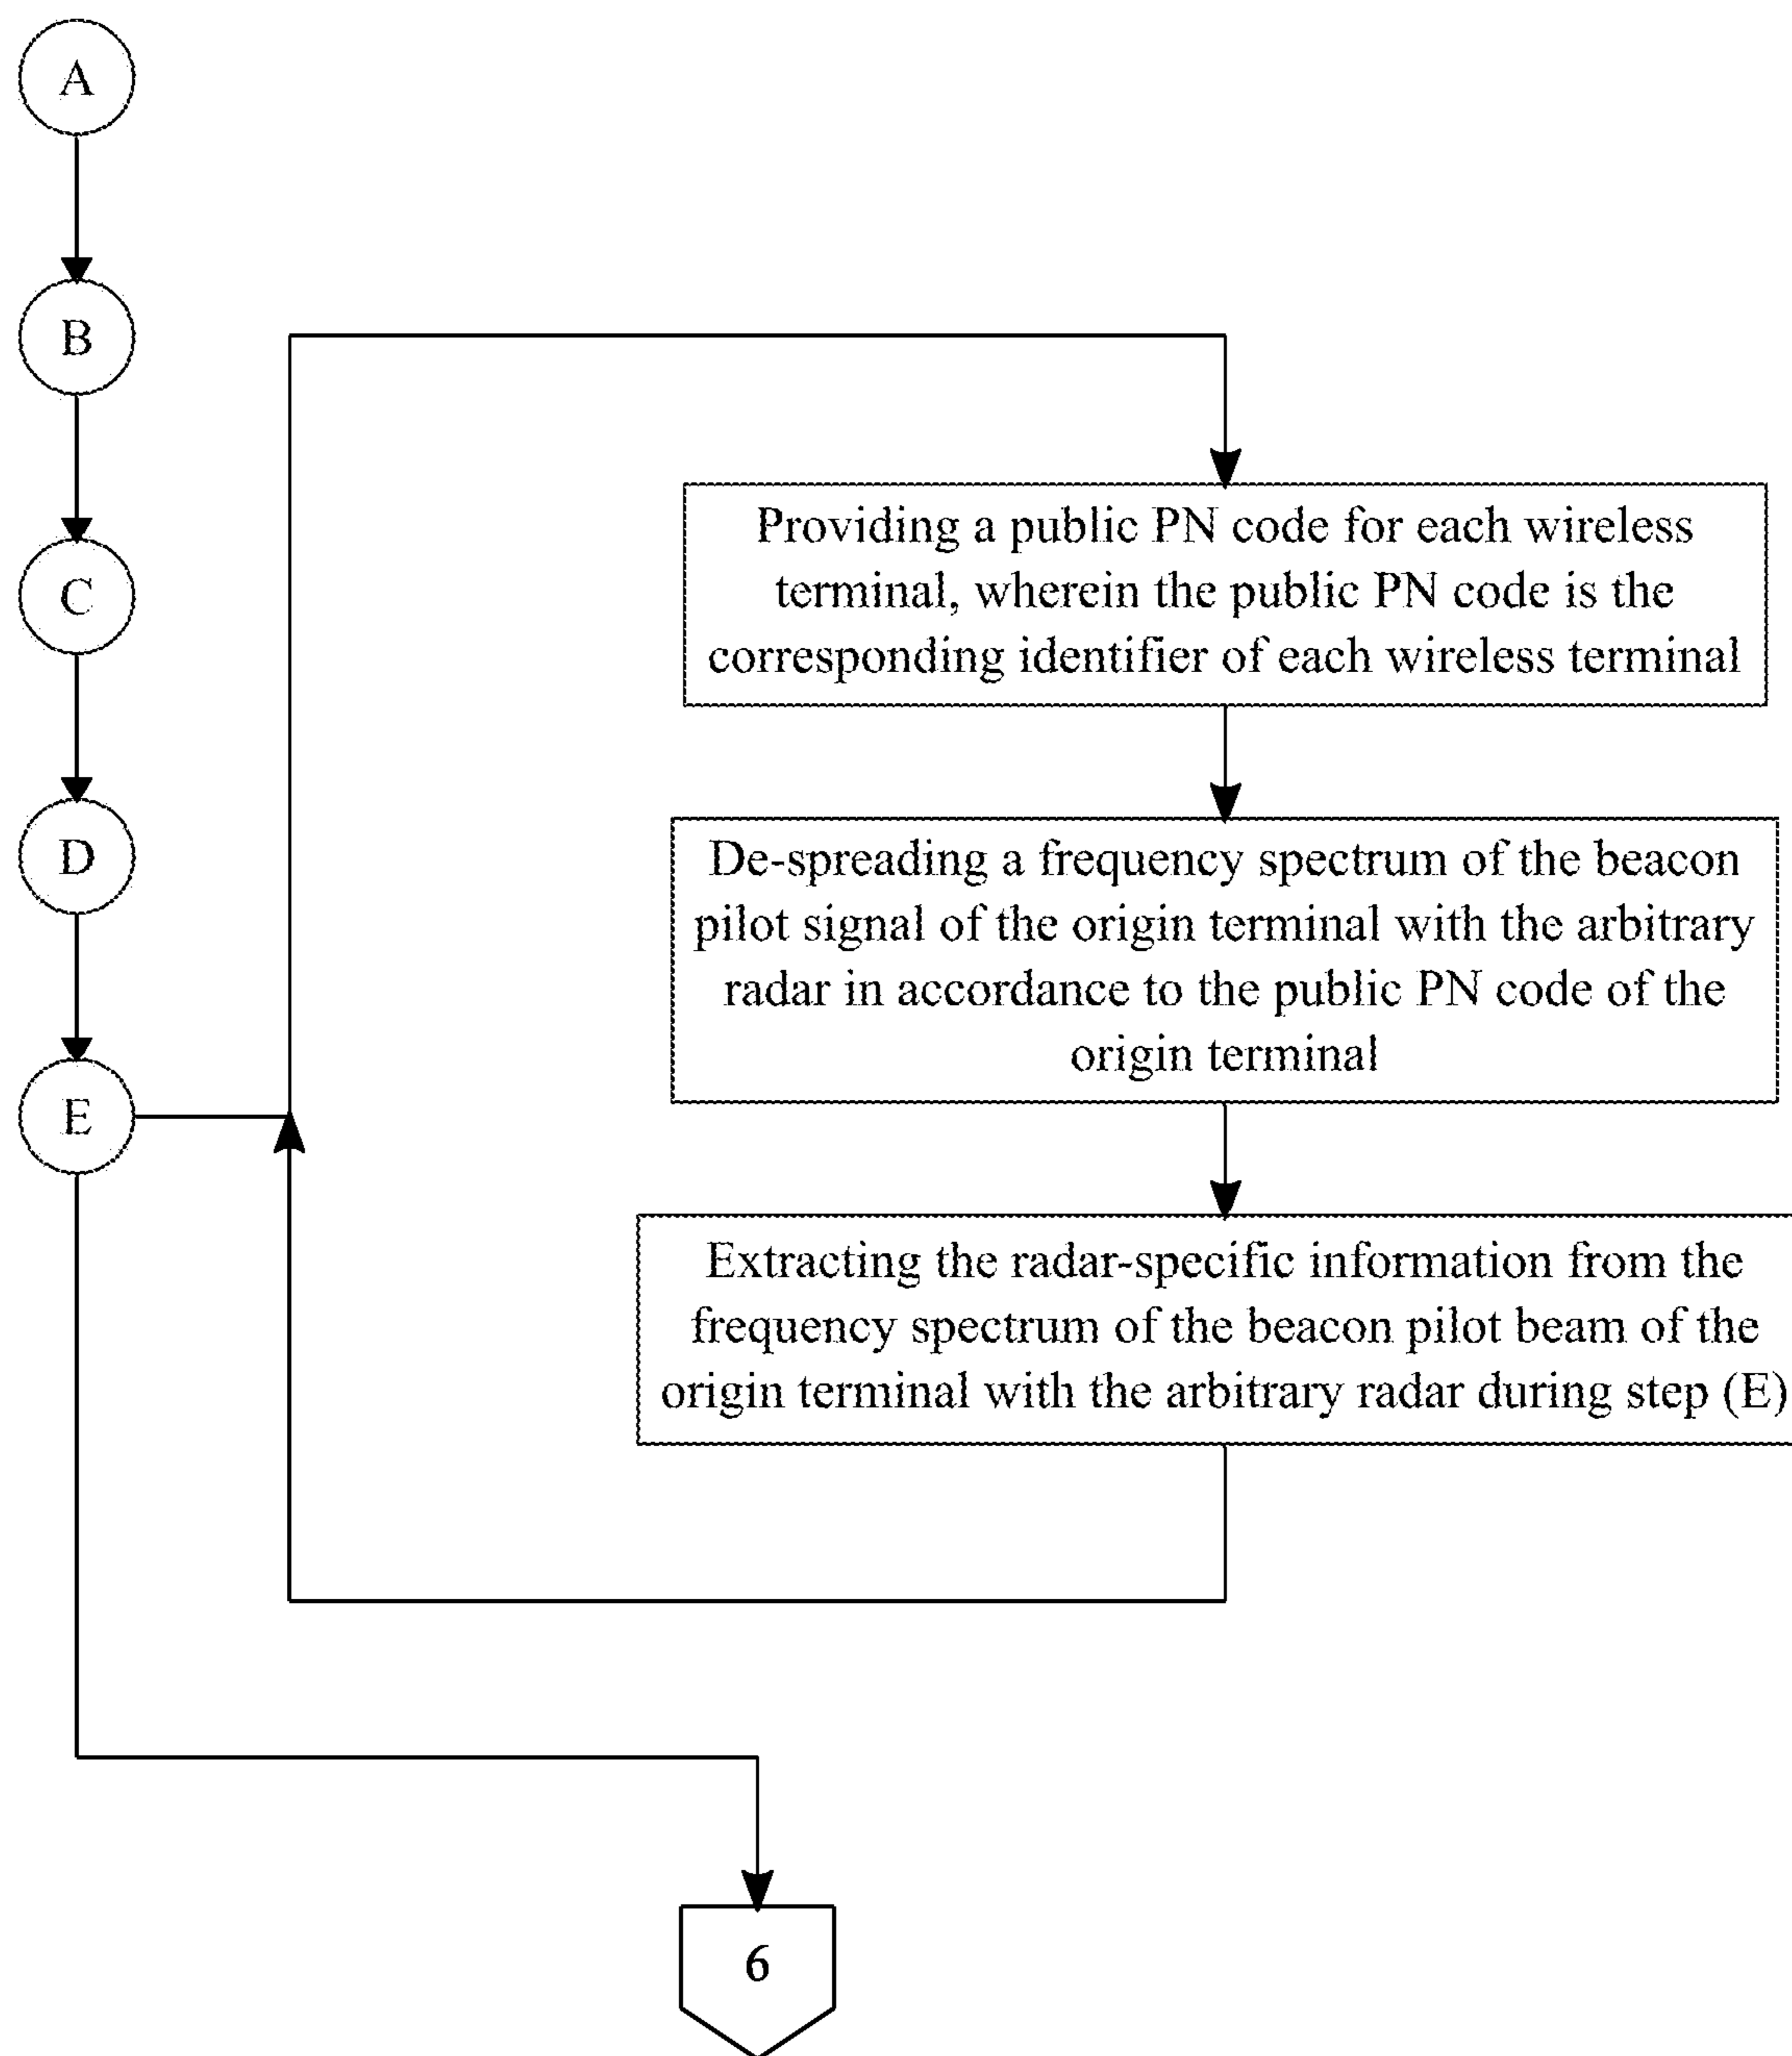 A
B
C
D
E
Providing a public PN code for each wireless
terminal, wherein the public PN code is the
corresponding identifier of each wireless terminal
De-spreading a frequency spectrum of the beacon
pilot signal of the origin terminal with the arbitrary
radar in accordance to the public PN code of the
origin terminal
Extracting the radar-specific information from the
frequency spectrum of the beacon pilot beam of the
origin terminal with the arbitrary radar during step (E)
6